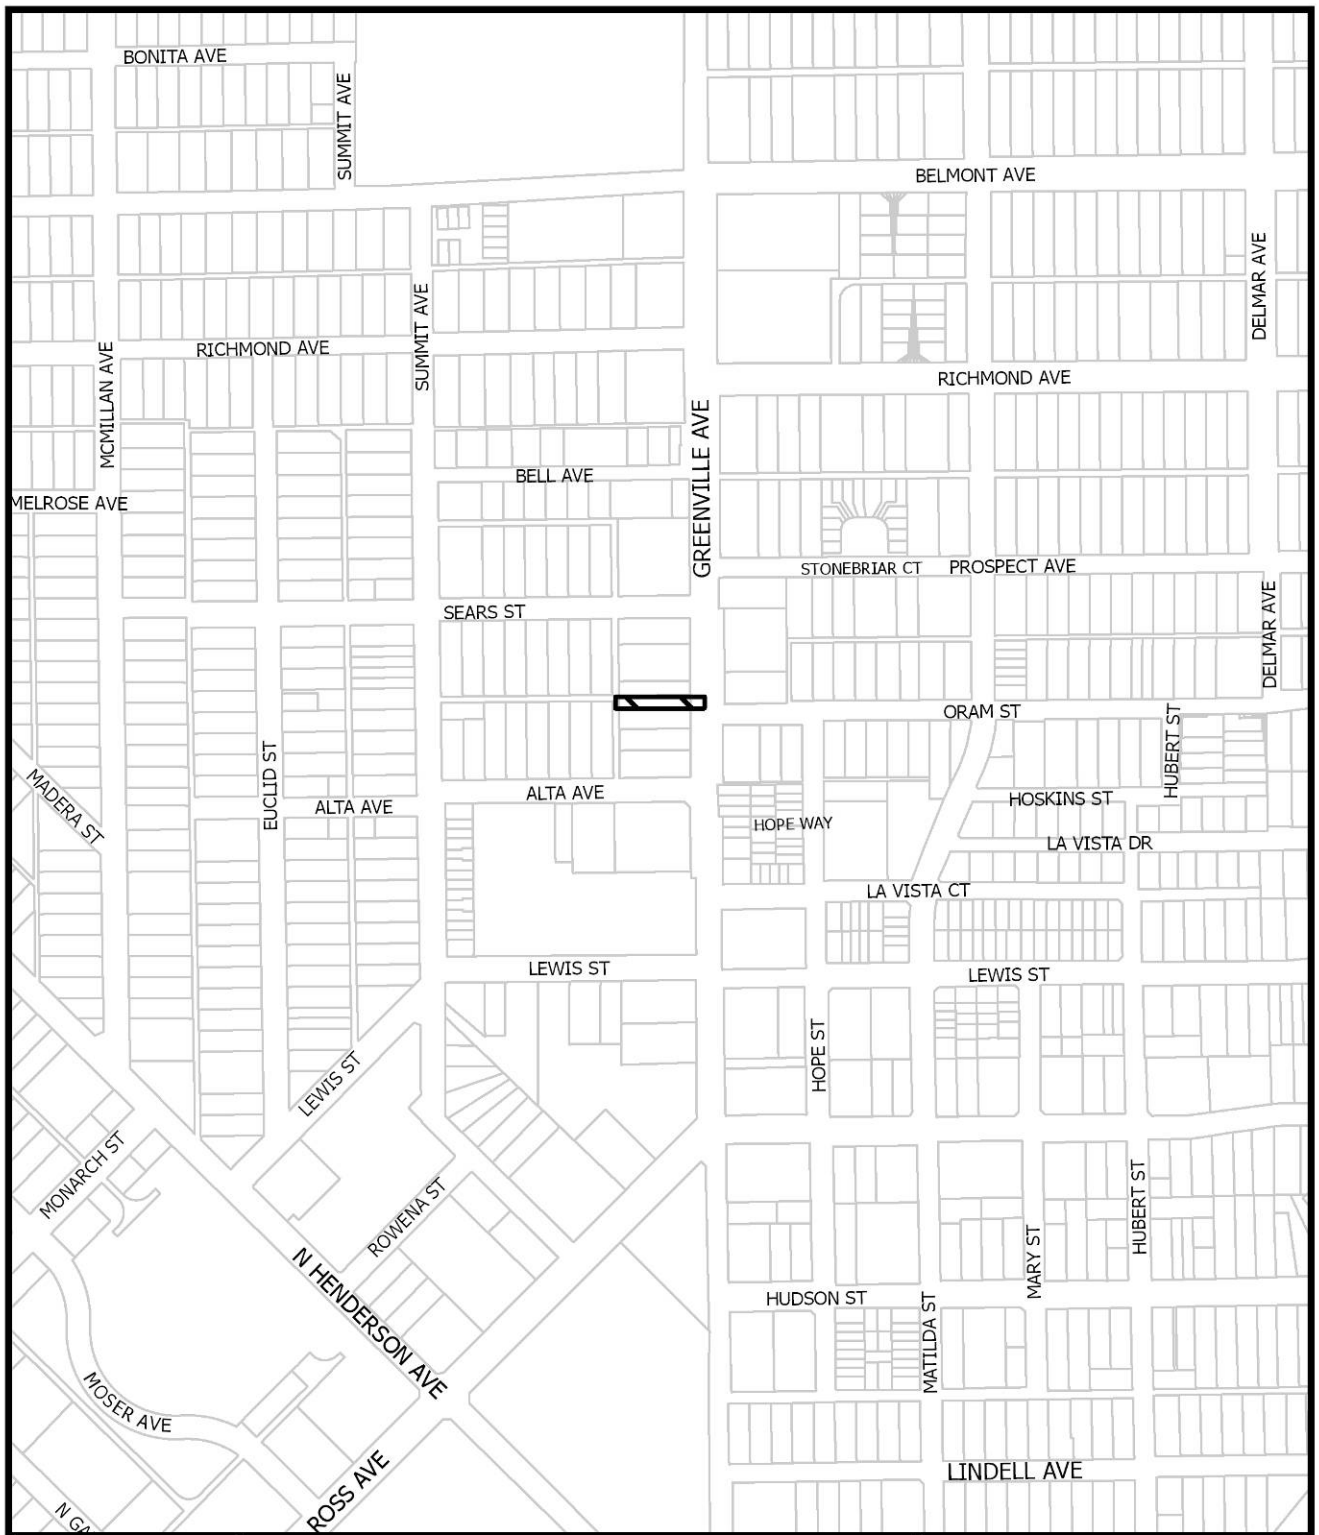 BONITA AVE
SUMMIT AVE
BELMONT AVE
DELMAR AVE
SUMMIT AVE
RICHMOND AVE
MCMILLAN AVE
RICHMOND AVE
GREENVILLE AVE
BELL AVE
MELROSE AVE
STONEBRIAR CT
PROSPECT AVE
SEARS ST
DELMAR AVE
ORAM ST
HUBERT ST
MADERA ST
EUCLID ST
ALTA AVE
ALTA AVE
HOSKINS ST
HOPE WAY
LA VISTA DR
LA VISTA CT
LEWIS ST
LEWIS ST
HOPE ST
LEWIS ST
MONARCH ST
ROWENA ST
HUBERT ST
MARY ST
N HENDERSON AVE
HUDSON ST
MATILDA ST
MOSER AVE
LINDELL AVE
ROSS AVE
N GA